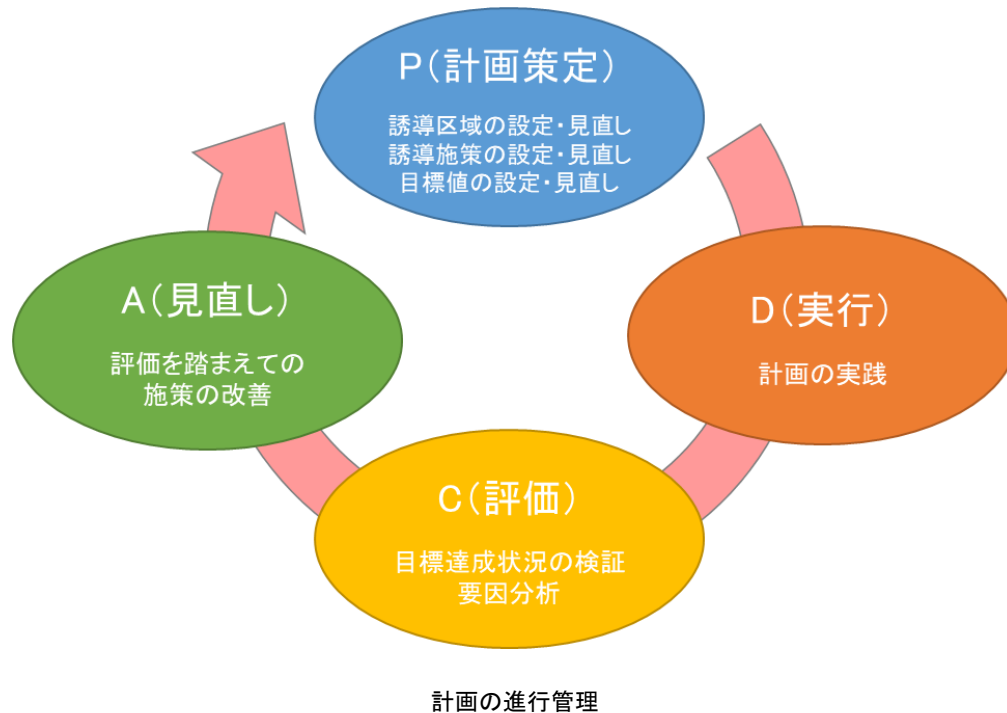 P（計画策定）
誘導区域の設定・見直し
誘導施策の設定・見直し
目標値の設定・見直し
D（実行）
計画の実践
C（評価）
目標達成状況の検証
要因分析
A（見直し）
評価を踏まえての
施策の改善
計画の進行管理